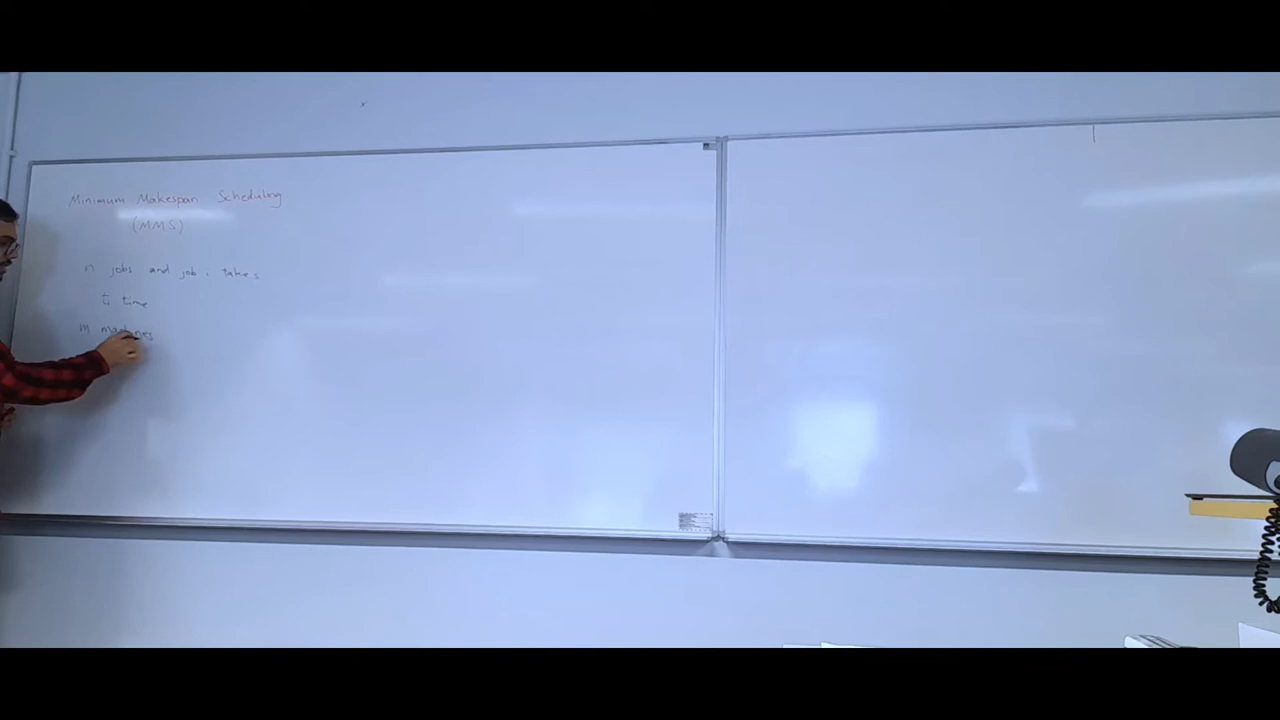 Minimum Makespan Scheduling
(MMS)
n jobs and job i takes
ti time
m machines